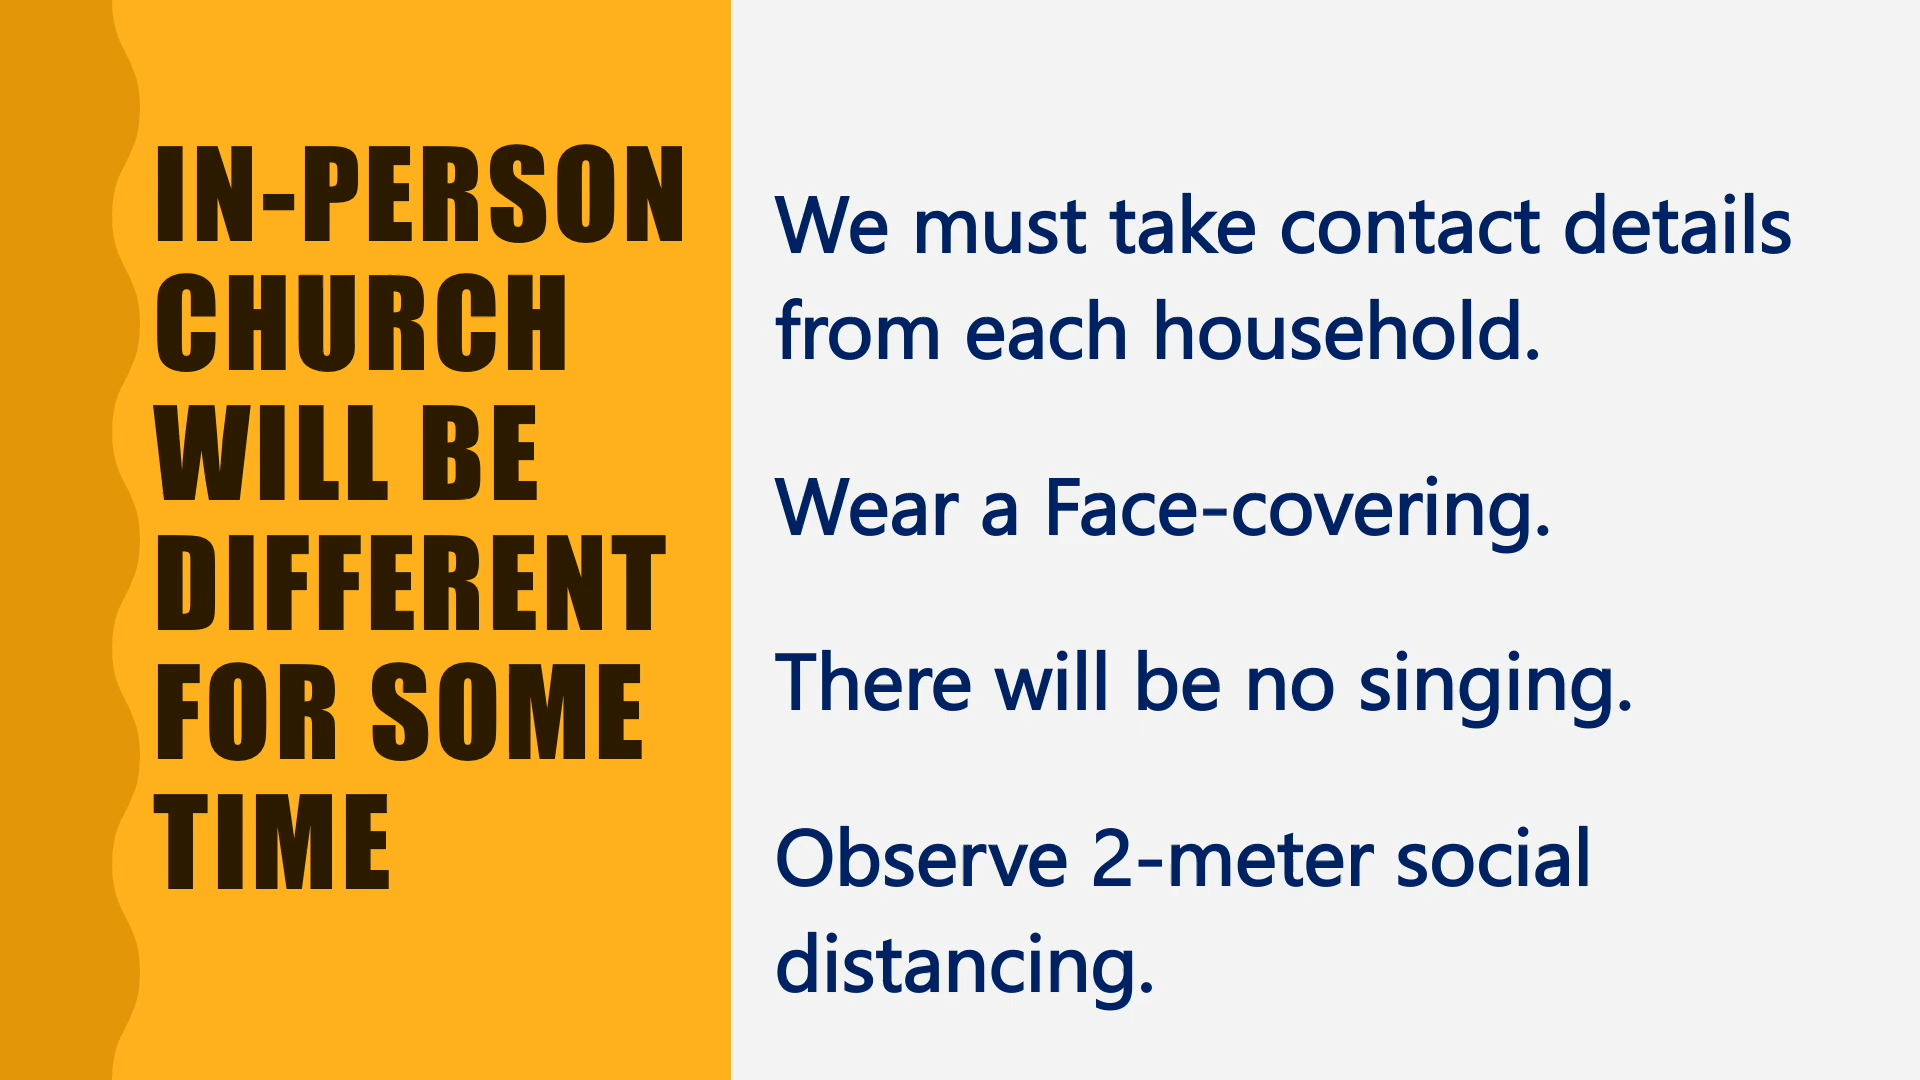 IN-PERSON
CHURCH
WILL BE
DIFFERENT
FOR SOME
TIME
We must take contact details
from each household.
Wear a Face-covering.
There will be no singing.
Observe 2-meter social
distancing.